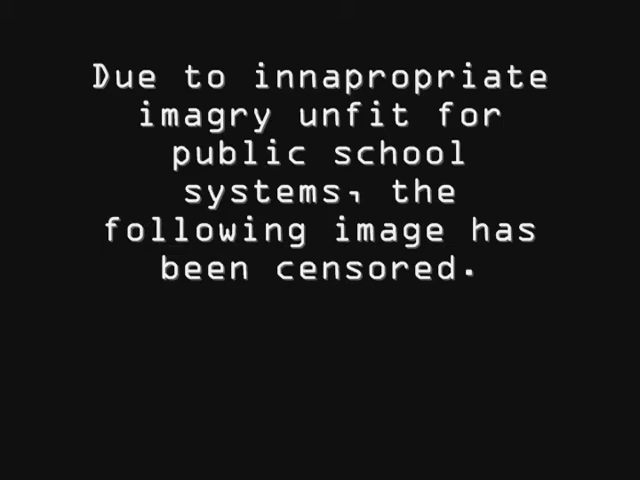 Due to innapropriate
imagry unfit for
public school
systems, the
following image has
been censored.